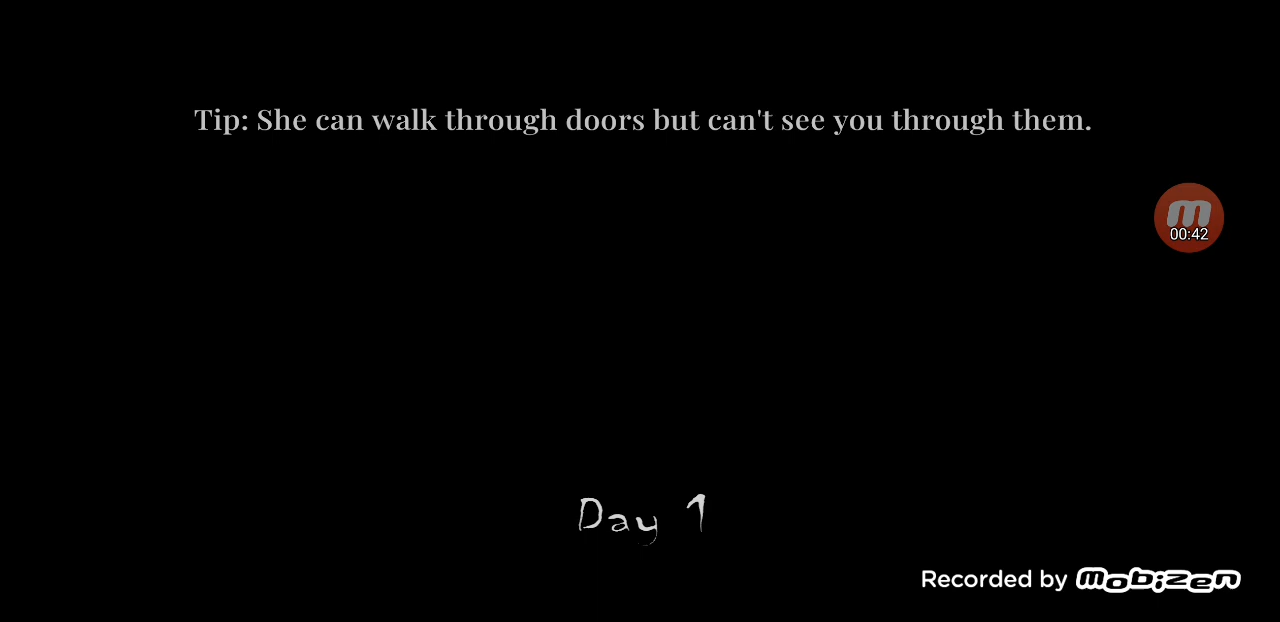 Tip: She can walk through doors but can't see you through them.
m
00:42
Day 1
Recorded by mobizen